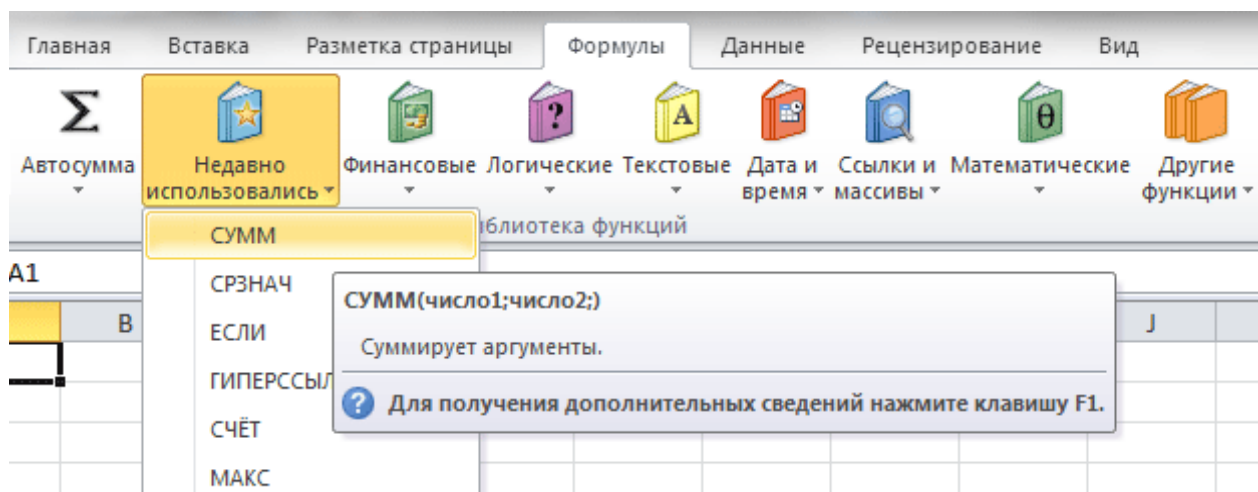 Главная Вставка Разметка страницы Формулы Данные Рецензирование Вид
Σ ? A θ
Автосумма Недавно использовались Финансовые Логические Текстовые Дата и время Ссылки и массивы Математические Другие функции
функций
A1
B J
СУММ
СРЗНАЧ
ЕСЛИ
СЧЁТ
МАКС
СУММ(число1;число2;)
Суммирует аргументы.
? Для получения дополнительных сведений нажмите клавишу F1.